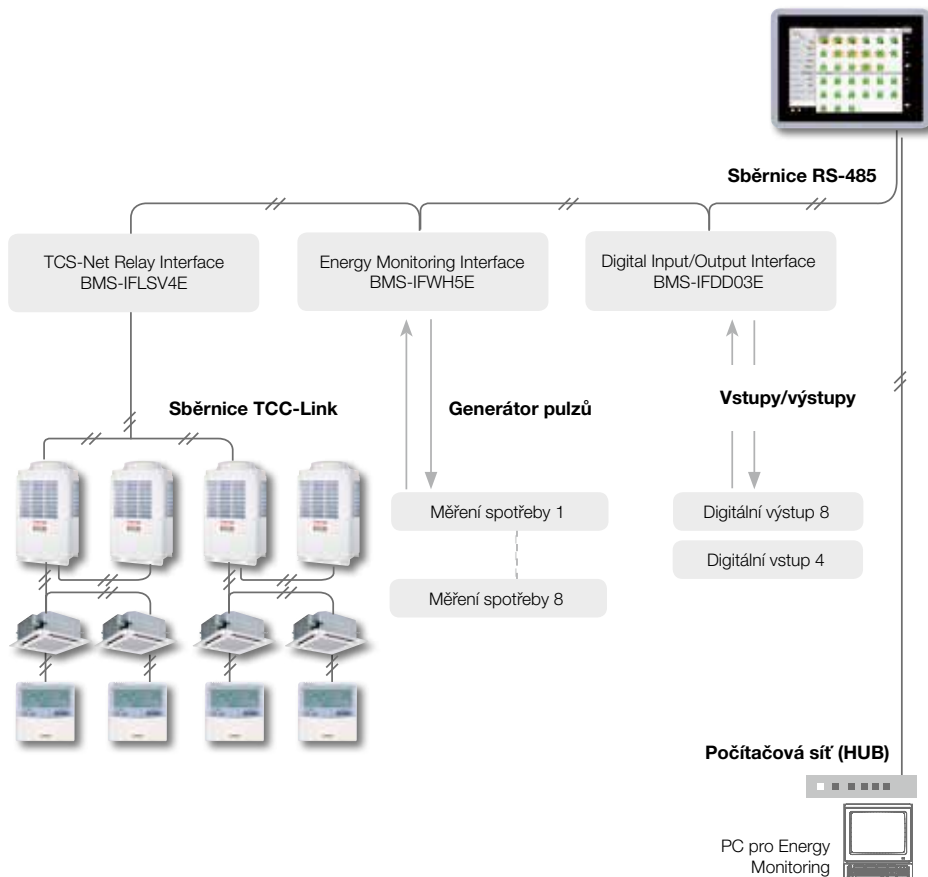 Sběrnice RS-485
TCS-Net Relay Interface
BMS-IFLSV4E
Energy Monitoring Interface
BMS-IFWH5E
Digital Input/Output Interface
BMS-IFDD03E
Sběrnice TCC-Link
Generátor pulzů
Vstupy/výstupy
Měření spotřeby 1
Digitální výstup 8
Digitální vstup 4
Měření spotřeby 8
Počítačová síť (HUB)
PC pro Energy
Monitoring